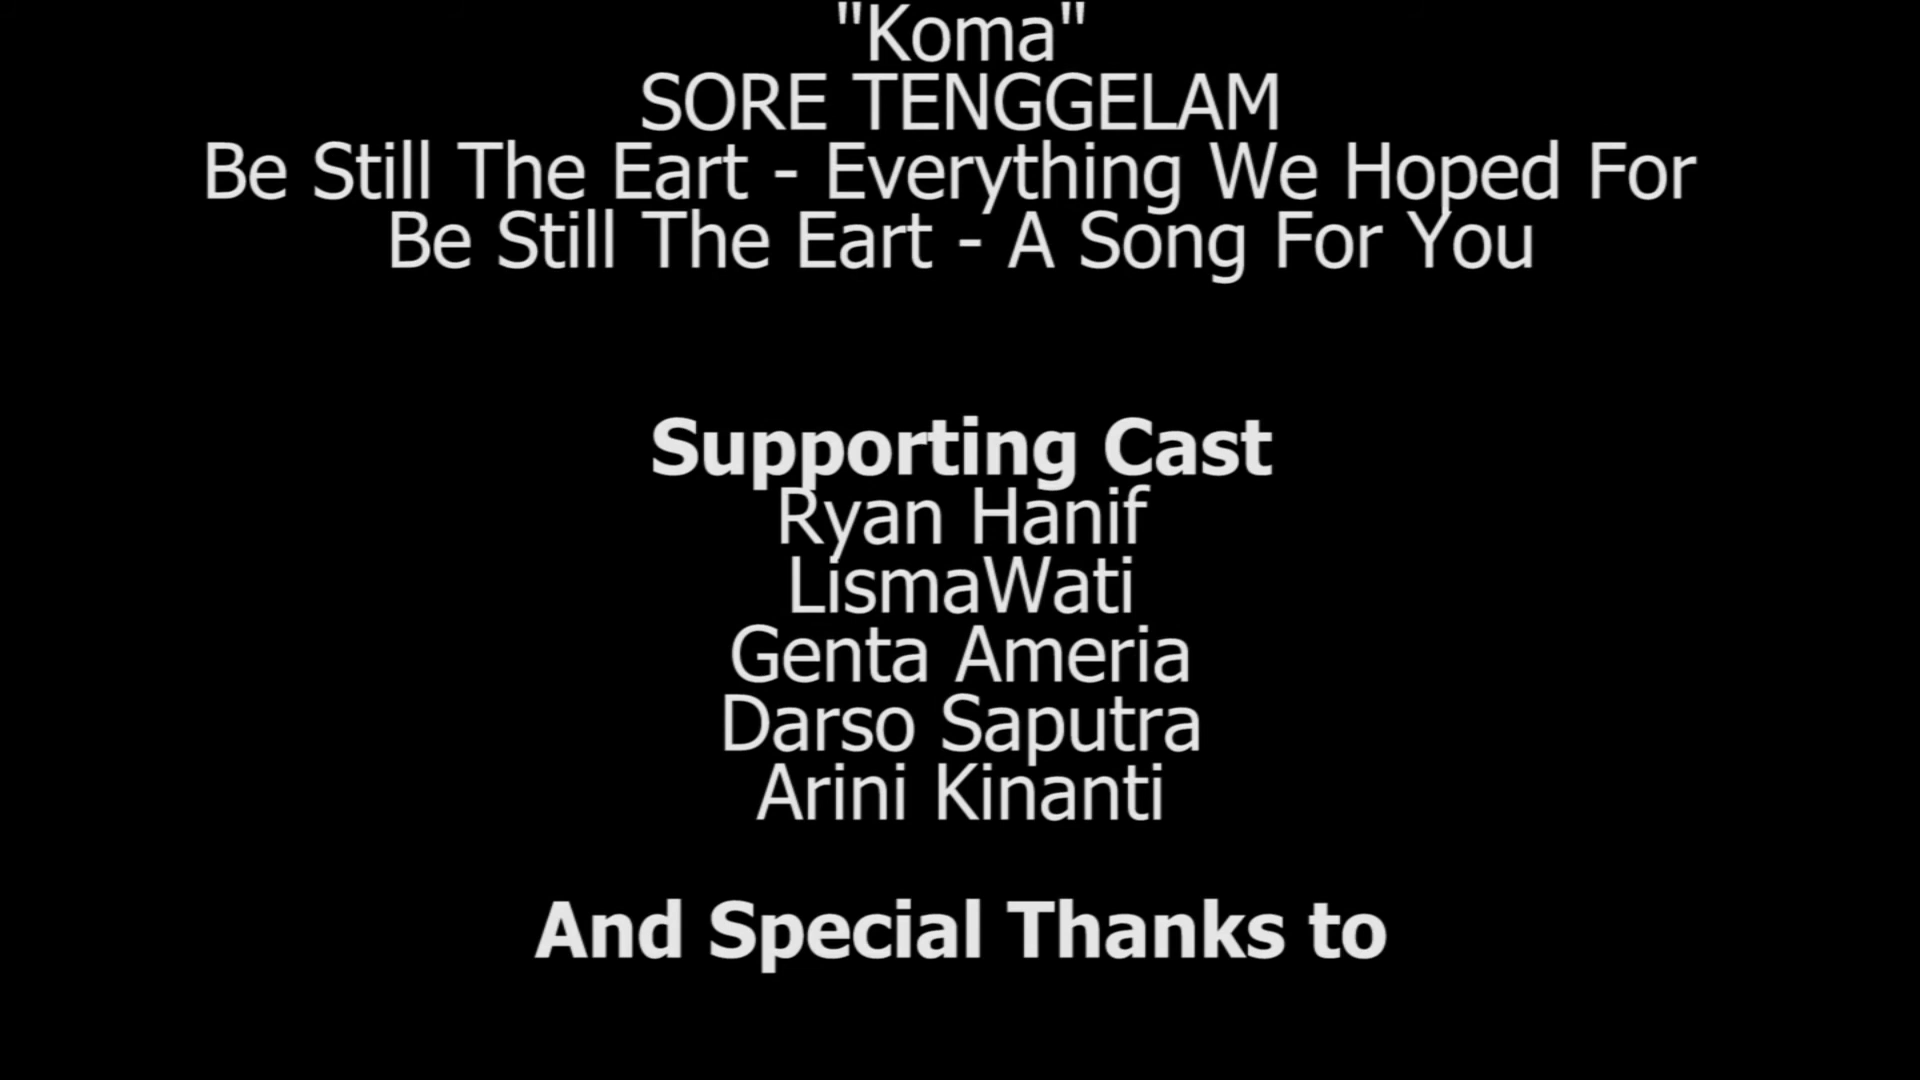 "Koma"
SORE TENGGELAM
Be Still The Eart - Everything We Hoped For
Be Still The Eart - A Song For You
Supporting Cast
Ryan Hanif
LismaWati
Genta Ameria
Darso Saputra
Arini Kinanti
And Special Thanks to